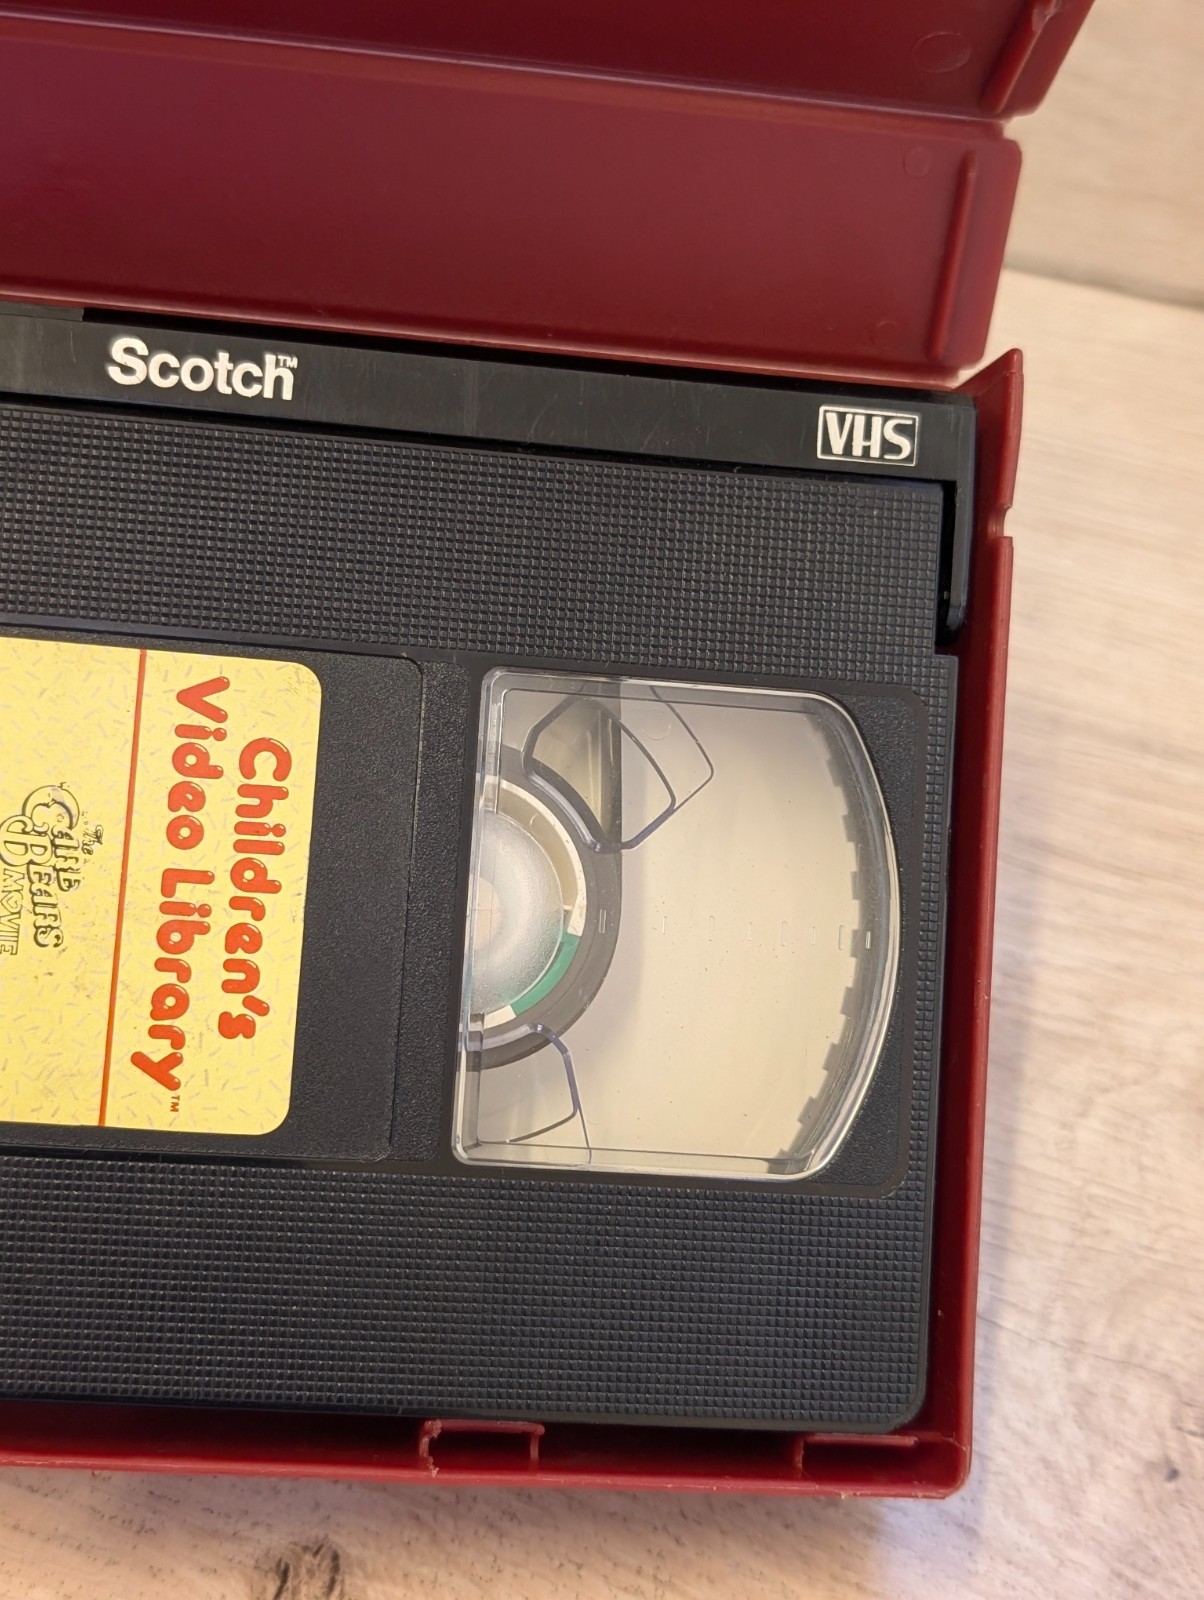 Scotch™
VHS
Children's
Video Library™
The
CARE
BEARS
MOVIE